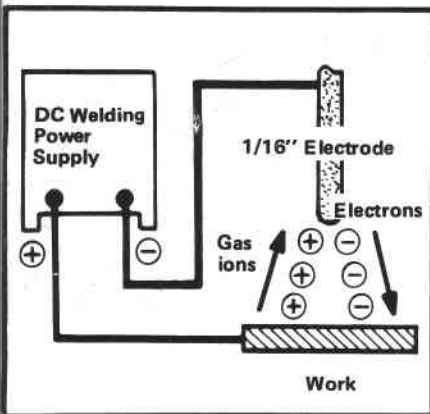 DC Welding
Power
Supply
1/16" Electrode
Electrons
Gas
ions
+
−
+ −
+ −
+ −
Work